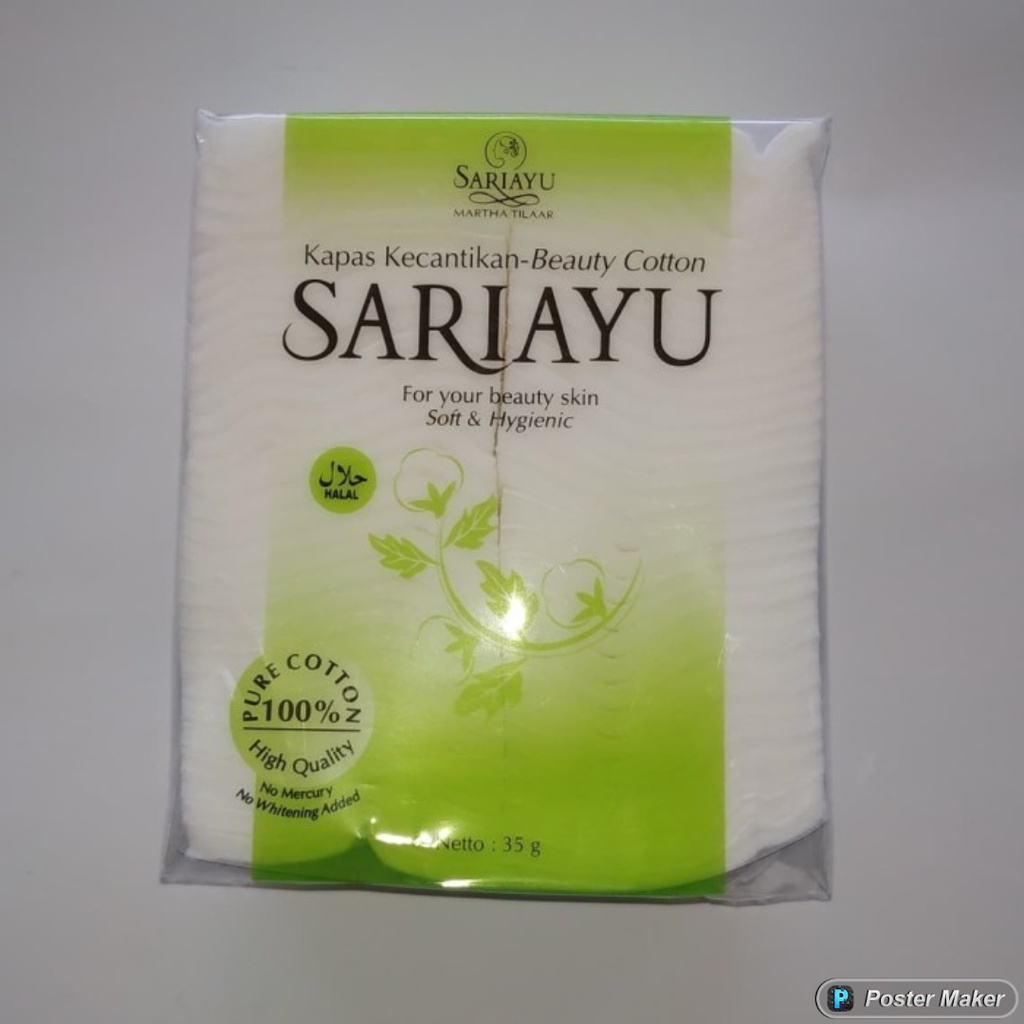 SARIAYU
MARTHA TILAAR
Kapas Kecantikan-Beauty Cotton
SARIAYU
For your beauty skin
Soft & Hygienic
حلال
HALAL
PURE COTTON
100%
High Quality
No Mercury
No Whitening Added
Netto : 35 g
P Poster Maker